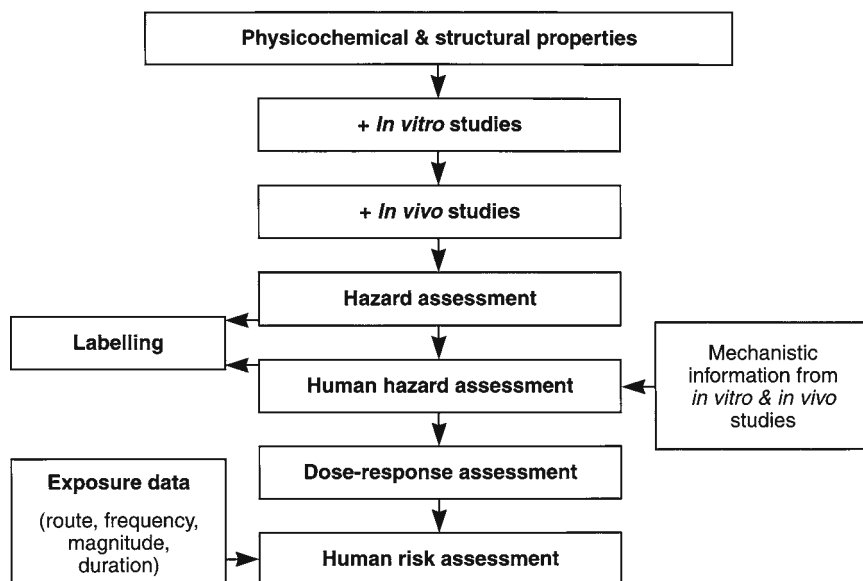 Physicochemical & structural properties
+ In vitro studies
+ In vivo studies
Hazard assessment
Labelling
Human hazard assessment
Mechanistic
information from
in vitro & in vivo
studies
Dose-response assessment
Exposure data
(route, frequency,
magnitude,
duration)
Human risk assessment